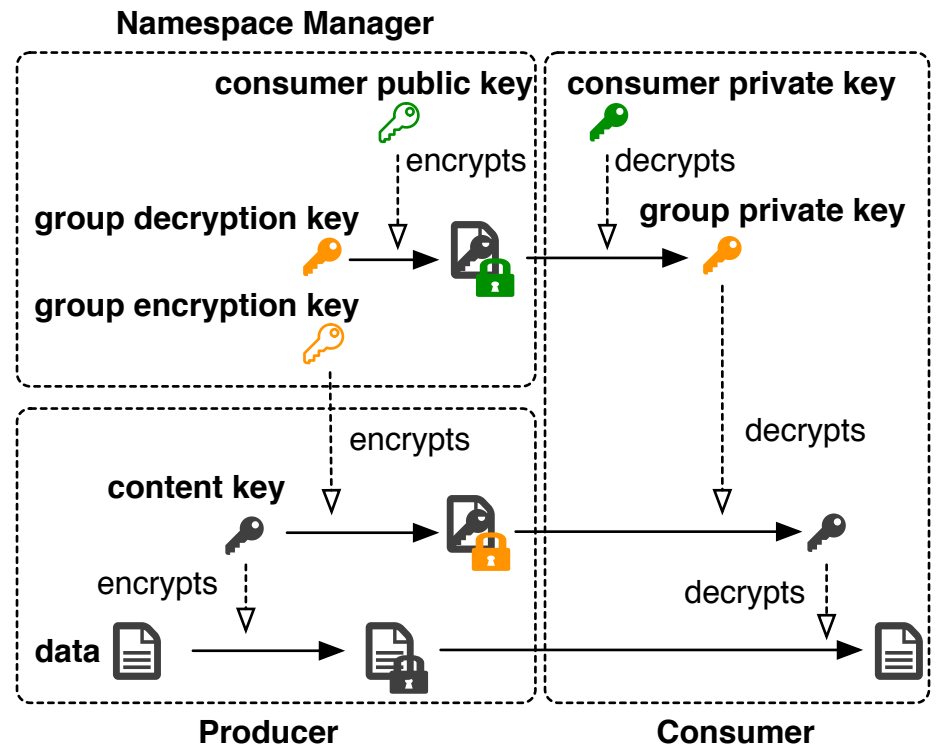 Namespace Manager
consumer public key
consumer private key
encrypts
decrypts
group decryption key
group private key
group encryption key
encrypts
decrypts
content key
encrypts
decrypts
data
Producer
Consumer